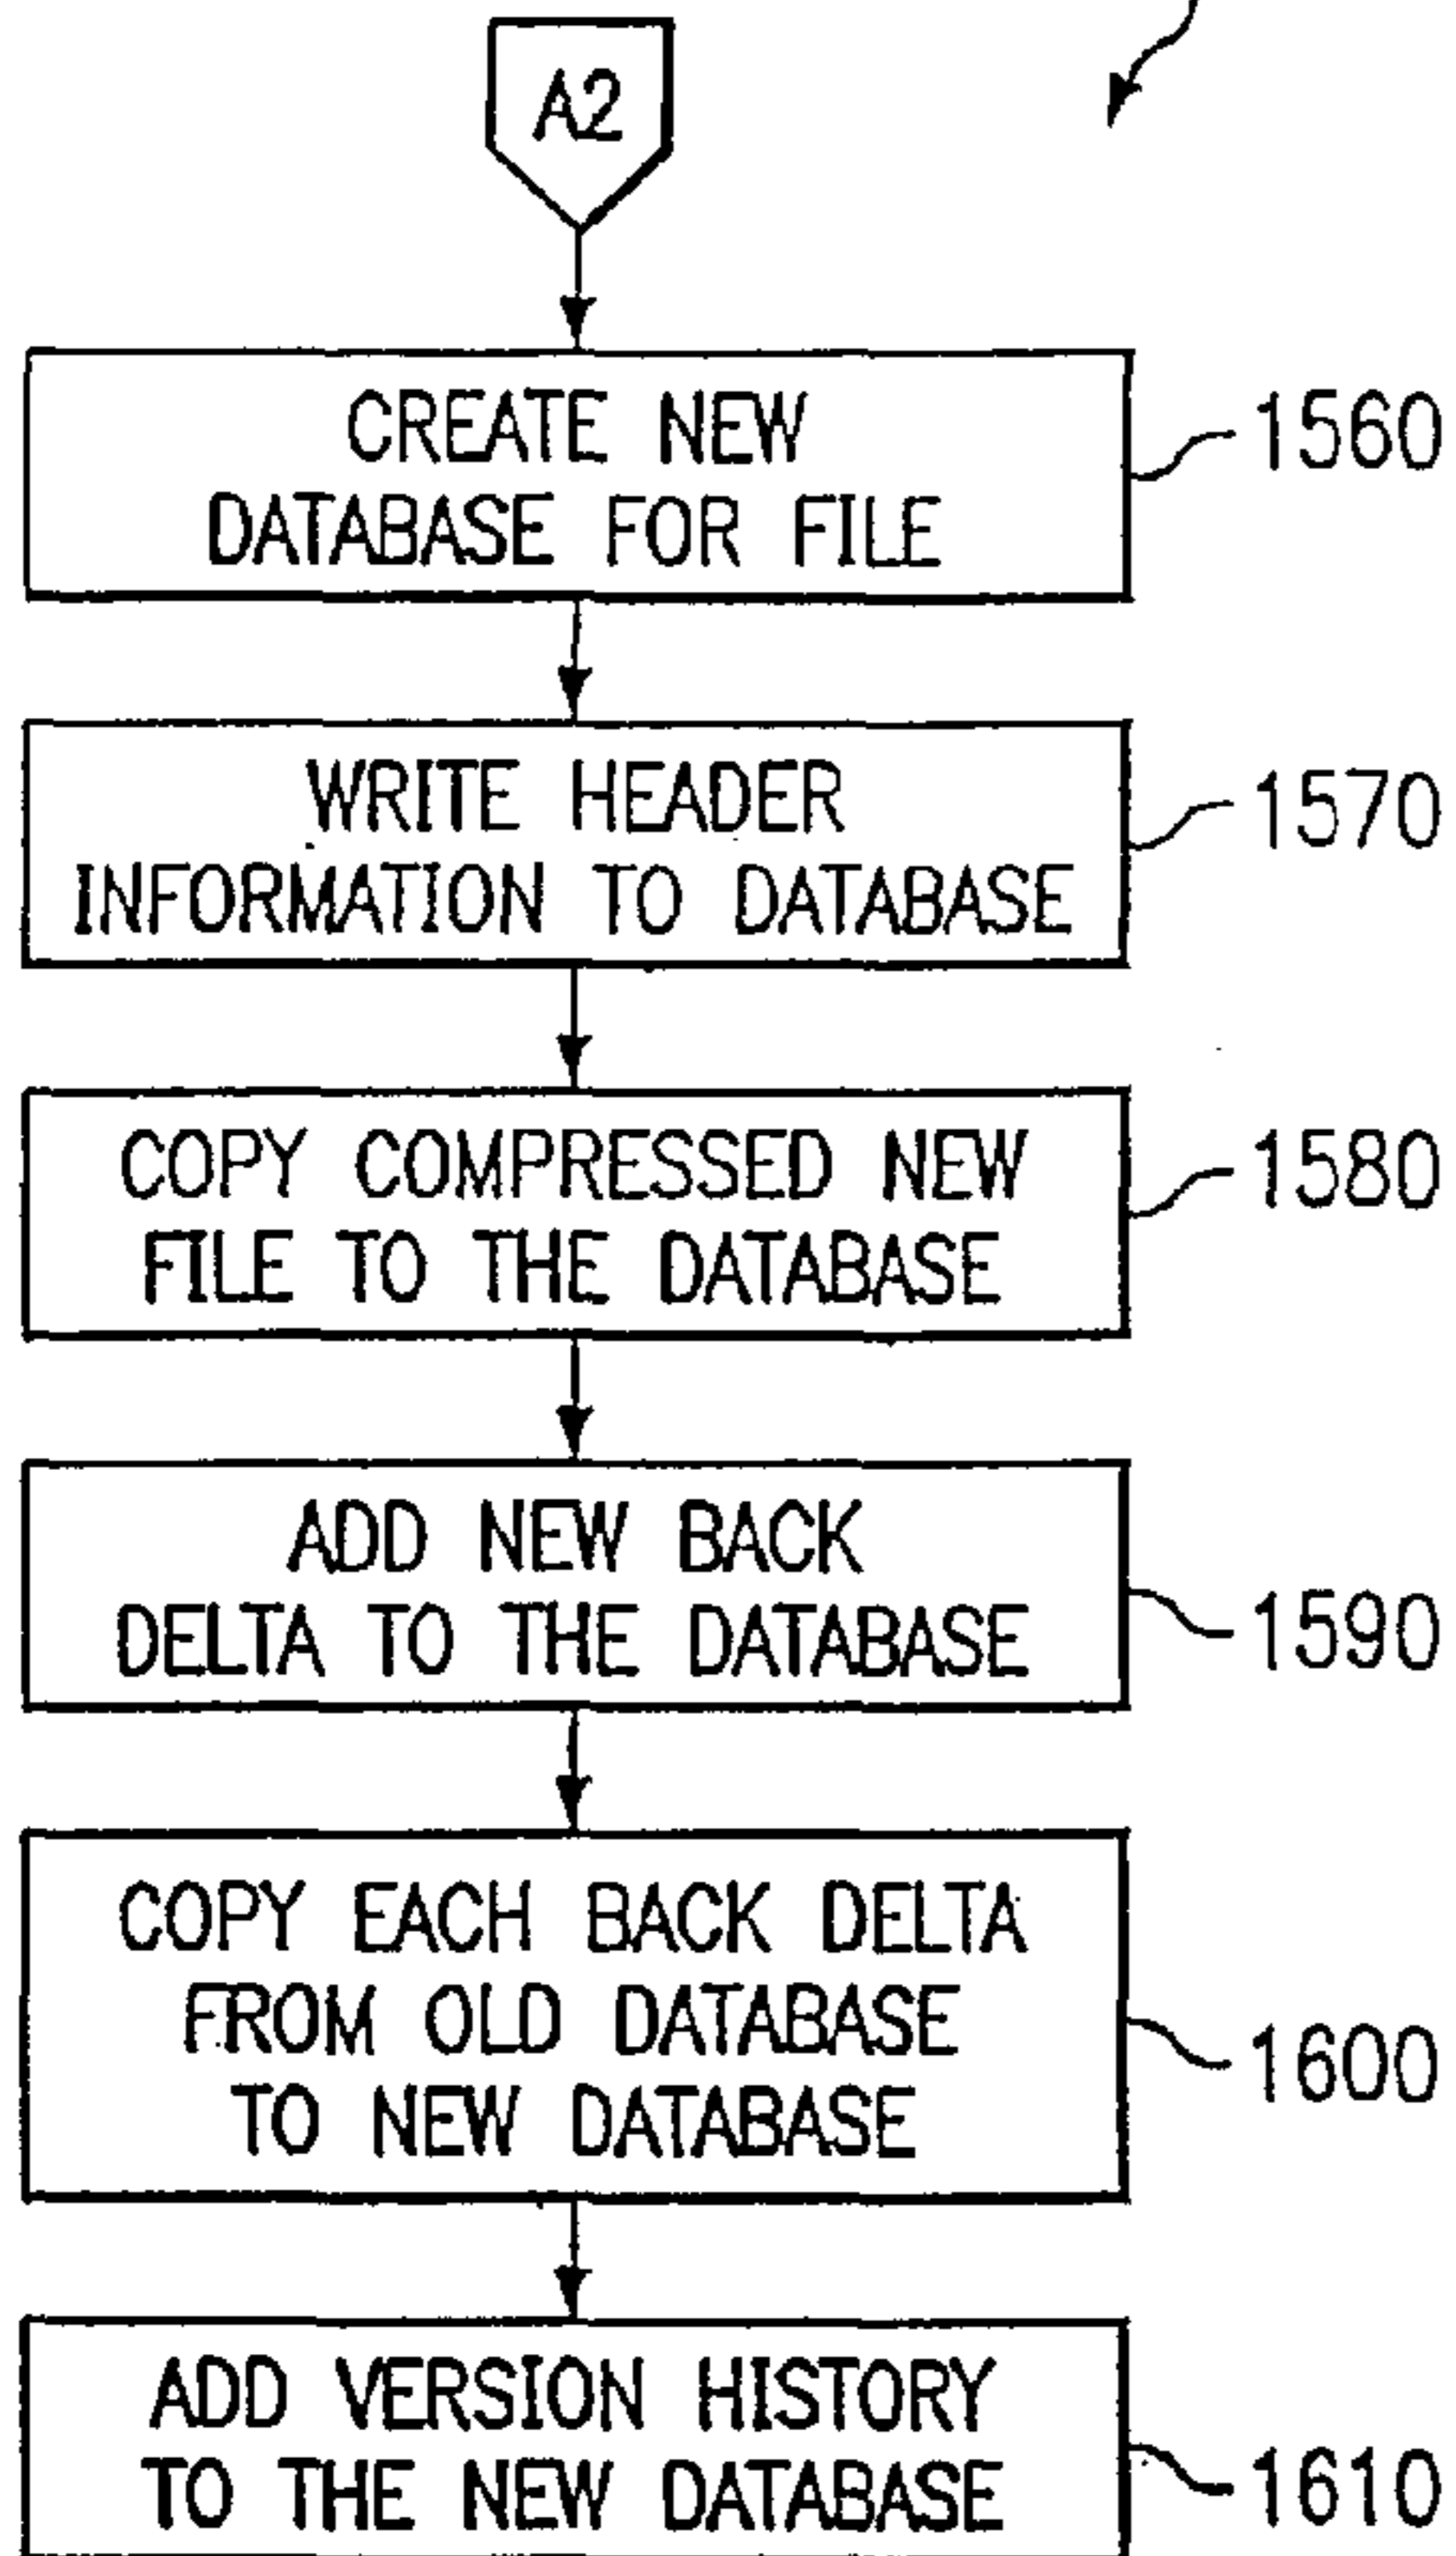 A2
CREATE NEW
DATABASE FOR FILE
1560
WRITE HEADER
INFORMATION TO DATABASE
1570
COPY COMPRESSED NEW
FILE TO THE DATABASE
1580
ADD NEW BACK
DELTA TO THE DATABASE
1590
COPY EACH BACK DELTA
FROM OLD DATABASE
TO NEW DATABASE
1600
ADD VERSION HISTORY
TO THE NEW DATABASE
1610